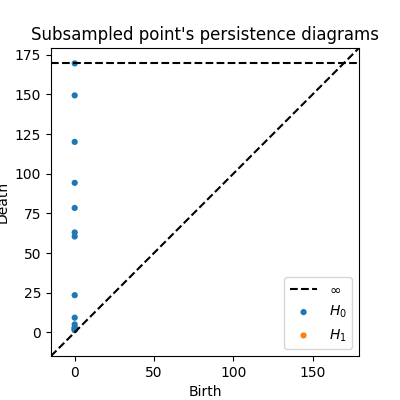 Subsampled point's persistence diagrams
175
150
125
100
75
50
25
0
Death
0 50 100 150
Birth
∞
H₀
H₁